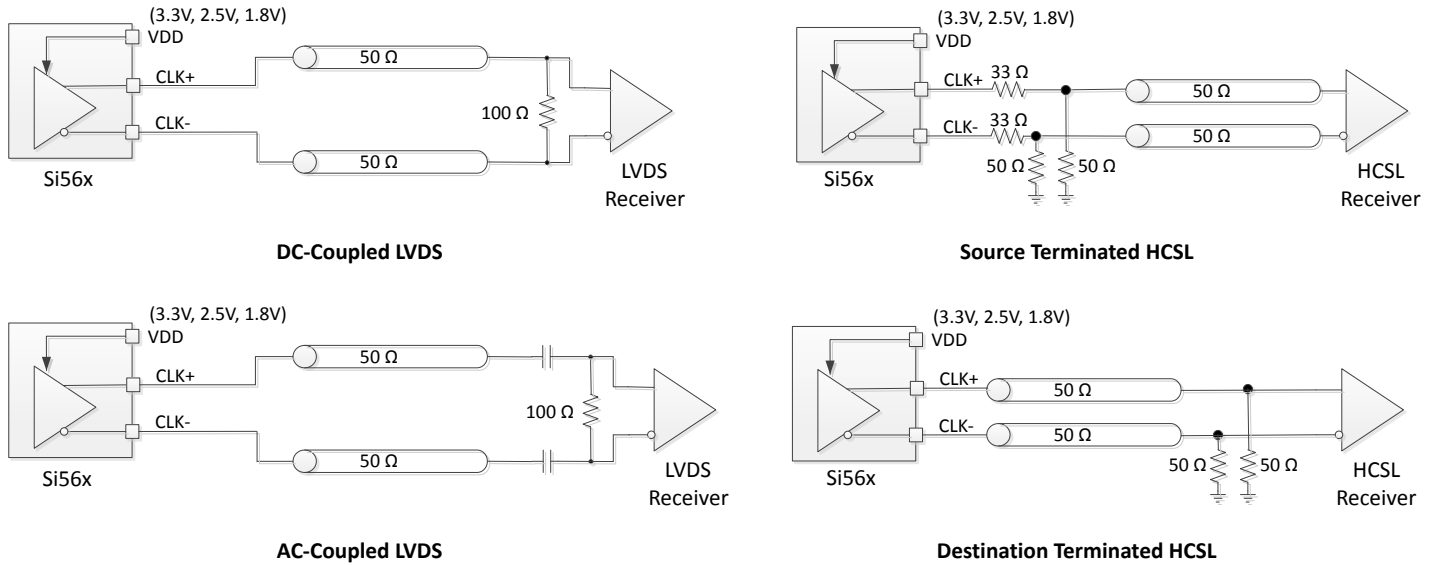 (3.3V, 2.5V, 1.8V)
VDD
CLK+
CLK-
50 Ω
50 Ω
100 Ω
Si56x
LVDS
Receiver
DC-Coupled LVDS
(3.3V, 2.5V, 1.8V)
VDD
CLK+
33 Ω
CLK-
33 Ω
50 Ω
50 Ω
50 Ω
50 Ω
Si56x
HCSL
Receiver
Source Terminated HCSL
(3.3V, 2.5V, 1.8V)
VDD
CLK+
CLK-
50 Ω
50 Ω
100 Ω
Si56x
LVDS
Receiver
AC-Coupled LVDS
(3.3V, 2.5V, 1.8V)
VDD
CLK+
CLK-
50 Ω
50 Ω
50 Ω
50 Ω
Si56x
HCSL
Receiver
Destination Terminated HCSL